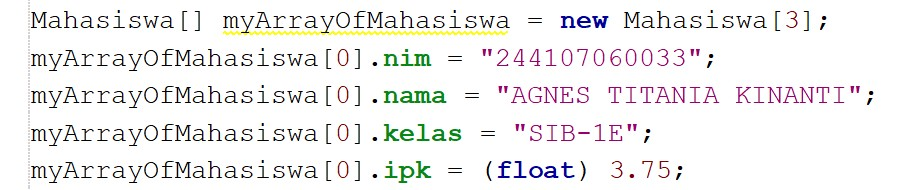 Mahasiswa[] myArrayOfMahasiswa = new Mahasiswa[3];
myArrayOfMahasiswa[0].nim = "244107060033";
myArrayOfMahasiswa[0].nama = "AGNES TITANIA KINANTI";
myArrayOfMahasiswa[0].kelas = "SIB-1E";
myArrayOfMahasiswa[0].ipk = (float) 3.75;